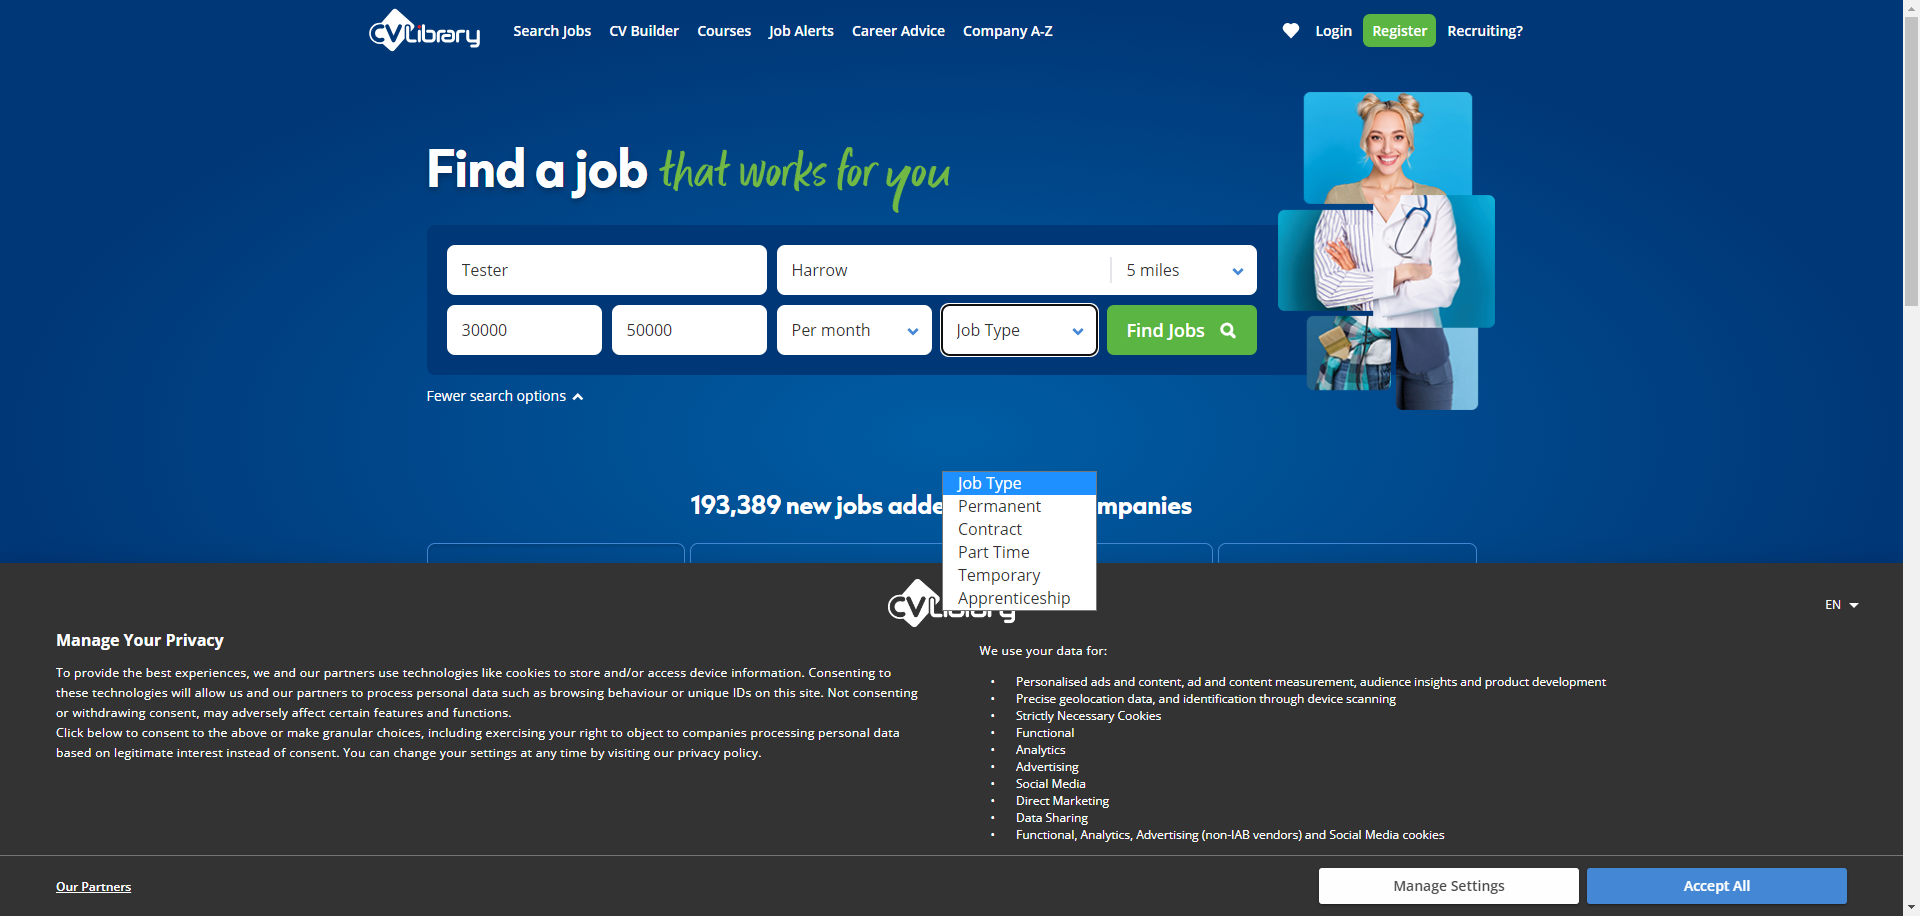 CVLibrary
Search Jobs
CV Builder
Courses
Job Alerts
Career Advice
Company A-Z
Login
Register
Recruiting?
Find a job that works for you
Tester
Harrow
5 miles
30000
50000
Per month
Job Type
Find Jobs
Fewer search options
193,389 new jobs
Job Type
Permanent
Contract
Part Time
Temporary
Apprenticeship
CVLibrary
EN
Manage Your Privacy
To provide the best experiences, we and our partners use technologies like cookies to store and/or access device information. Consenting to
these technologies will allow us and our partners to process personal data such as browsing behaviour or unique IDs on this site. Not consenting
or withdrawing consent, may adversely affect certain features and functions.
Click below to consent to the above or make granular choices, including exercising your right to object to companies processing personal data
based on legitimate interest instead of consent. You can change your settings at any time by visiting our privacy policy.
We use your data for:
• Personalised ads and content, ad and content measurement, audience insights and product development
• Precise geolocation data, and identification through device scanning
• Strictly Necessary Cookies
• Functional
• Analytics
• Advertising
• Social Media
• Direct Marketing
• Data Sharing
• Functional, Analytics, Advertising (non-IAB vendors) and Social Media cookies
Our Partners
Manage Settings
Accept All